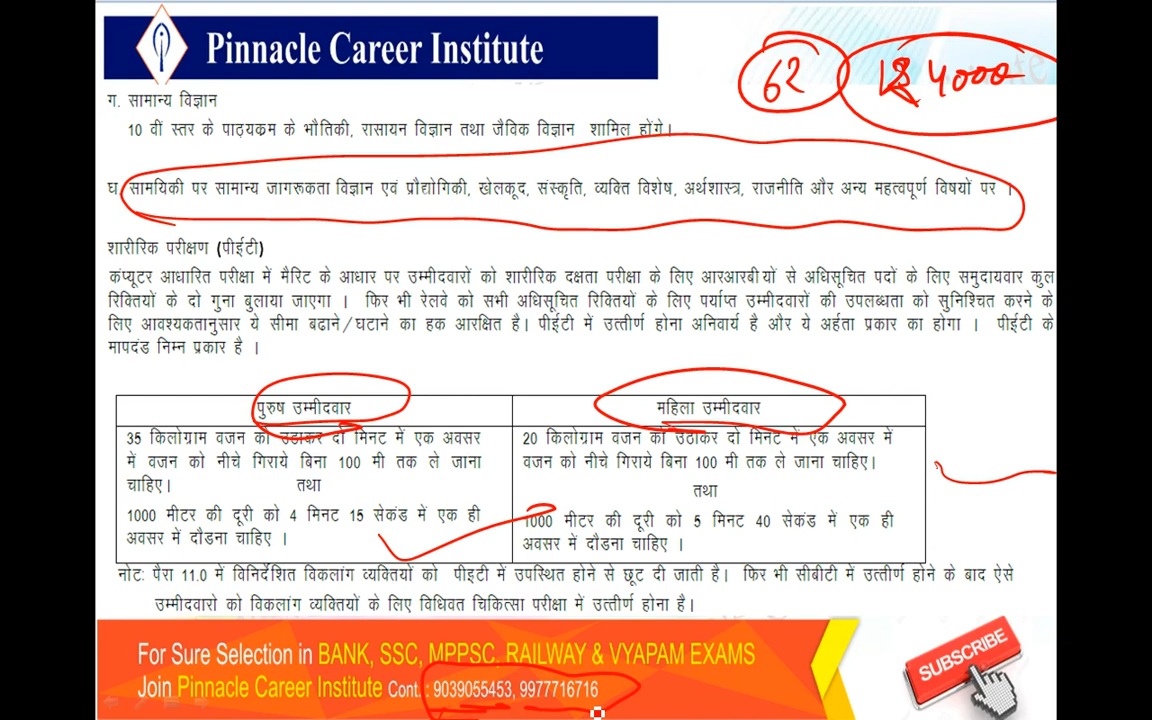 Pinnacle Career Institute
62
4000
ग. सामान्य विज्ञान
10 वीं स्तर के पाठ्यकम के भौतिकी, रासायन विज्ञान तथा जैविक विज्ञान शामिल होंगे।
घ. सामयिकी पर सामान्य जागरूकता विज्ञान एवं प्रौद्योगिकी, खेलकूद, संस्कृति, व्यक्ति विशेष, अर्थशास्त्र, राजनीति और अन्य महत्वपूर्ण विषयों पर ।
शारीरिक परीक्षण (पीईटी)
कंप्यूटर आधारित परीक्षा में मैरिट के आधार पर उम्मीदवारों को शारीरिक दक्षता परीक्षा के लिए आरआरबीयों से अधिसूचित पदों के लिए समुदायवार कुल
रिक्तियों के दो गुना बुलाया जाएगा । फिर भी रेलवे को सभी अधिसूचित रिक्तियों के लिए पर्याप्त उम्मीदवारों की उपलब्धता को सुनिश्चित करने के
लिए आवश्यकतानुसार ये सीमा बढाने/घटाने का हक आरक्षित है। पीईटी में उत्तीर्ण होना अनिवार्य है और ये अर्हता प्रकार का होगा । पीईटी के
मापदंड निम्न प्रकार है ।
पुरुष उम्मीदवार
महिला उम्मीदवार
35 किलोग्राम वजन को उठाकर दो मिनट में एक अवसर
में वजन को नीचे गिराये बिना 100 मी तक ले जाना
चाहिए। तथा
1000 मीटर की दूरी को 4 मिनट 15 सेकंड में एक ही
अवसर में दौडना चाहिए ।
20 किलोग्राम वजन को उठाकर दो मिनट में एक अवसर में
वजन को नीचे गिराये बिना 100 मी तक ले जाना चाहिए।
तथा
1000 मीटर की दूरी को 5 मिनट 40 सेकंड में एक ही
अवसर में दौडना चाहिए ।
नोट: पैरा 11.0 में विनिर्देशित विकलांग व्यक्तियों को पीइटी में उपस्थित होने से छूट दी जाती है। फिर भी सीबीटी में उत्तीर्ण होने के बाद ऐसे
उम्मीदवारो को विकलांग व्यक्तियों के लिए विधिवत चिकित्सा परीक्षा में उत्तीर्ण होना है।
For Sure Selection in BANK, SSC, MPPSC, RAILWAY & VYAPAM EXAMS
Join Pinnacle Career Institute Cont. : 9039055453, 9977716716
SUBSCRIBE